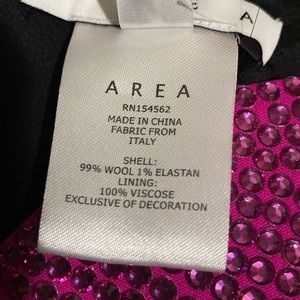 A
AREA
RN154562
MADE IN CHINA
FABRIC FROM
ITALY
SHELL:
99% WOOL 1% ELASTAN
LINING:
100% VISCOSE
EXCLUSIVE OF DECORATION